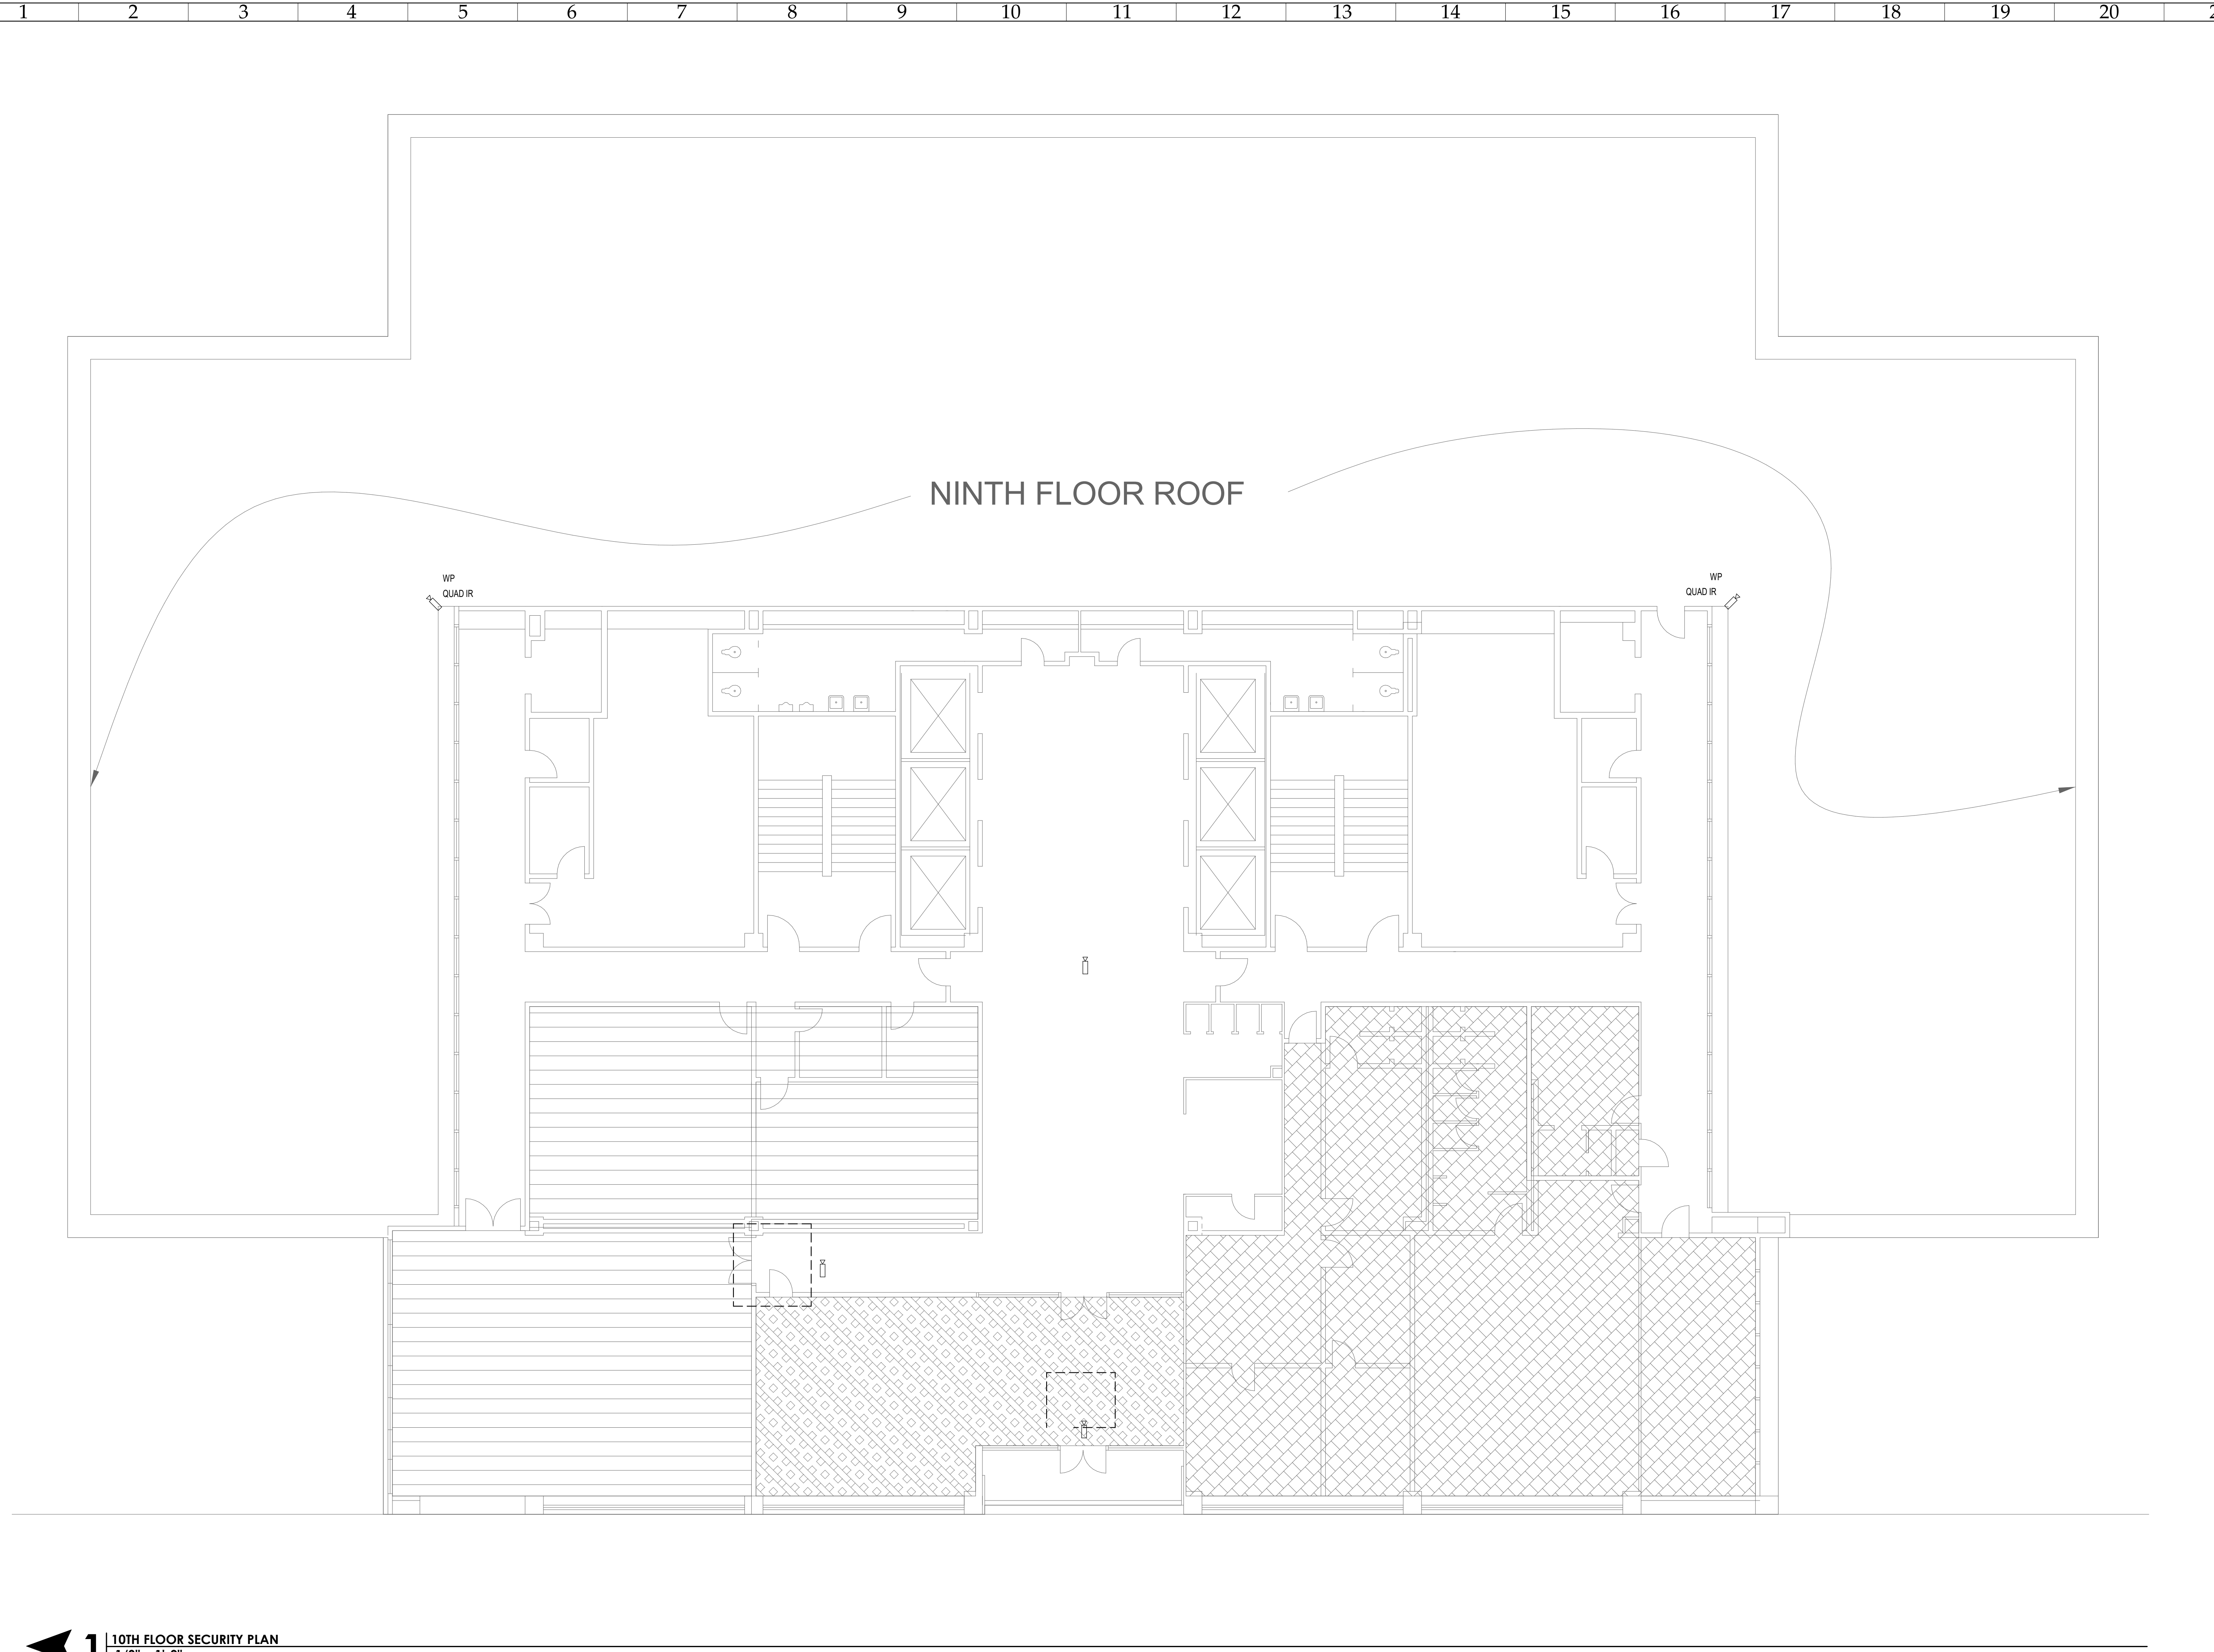 1 2 3 4 5 6 7 8 9 10 11 12 13 14 15 16 17 18 19 20
NINTH FLOOR ROOF
WP
QUAD IR
WP
QUAD IR
1
10TH FLOOR SECURITY PLAN